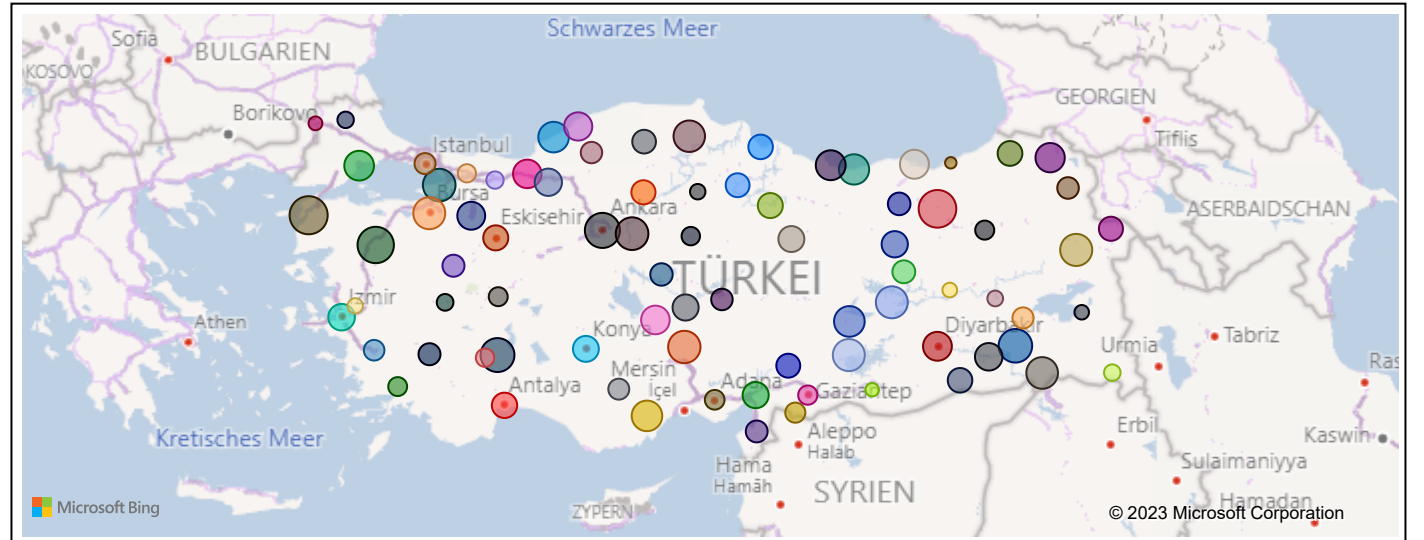 Schwarzes Meer
Sofia
BULGARIEN
KOSOVO
GEORGIEN
Borikovo
Tiflis
Istanbul
Bursa
Eskisehir
Ankara
ASERBAIDSCHAN
TÜRKEI
Izmir
Athen
Konya
Diyarbakir
Tabriz
Urmia
Ras
Mersin
Içel
Adana
Gaziantep
Antalya
Aleppo
Halab
Erbil
Kaswin
Kretisches Meer
Hama
Hamāh
Sulaimaniyya
SYRIEN
Hamadan
Microsoft Bing
ZYPERN
© 2023 Microsoft Corporation